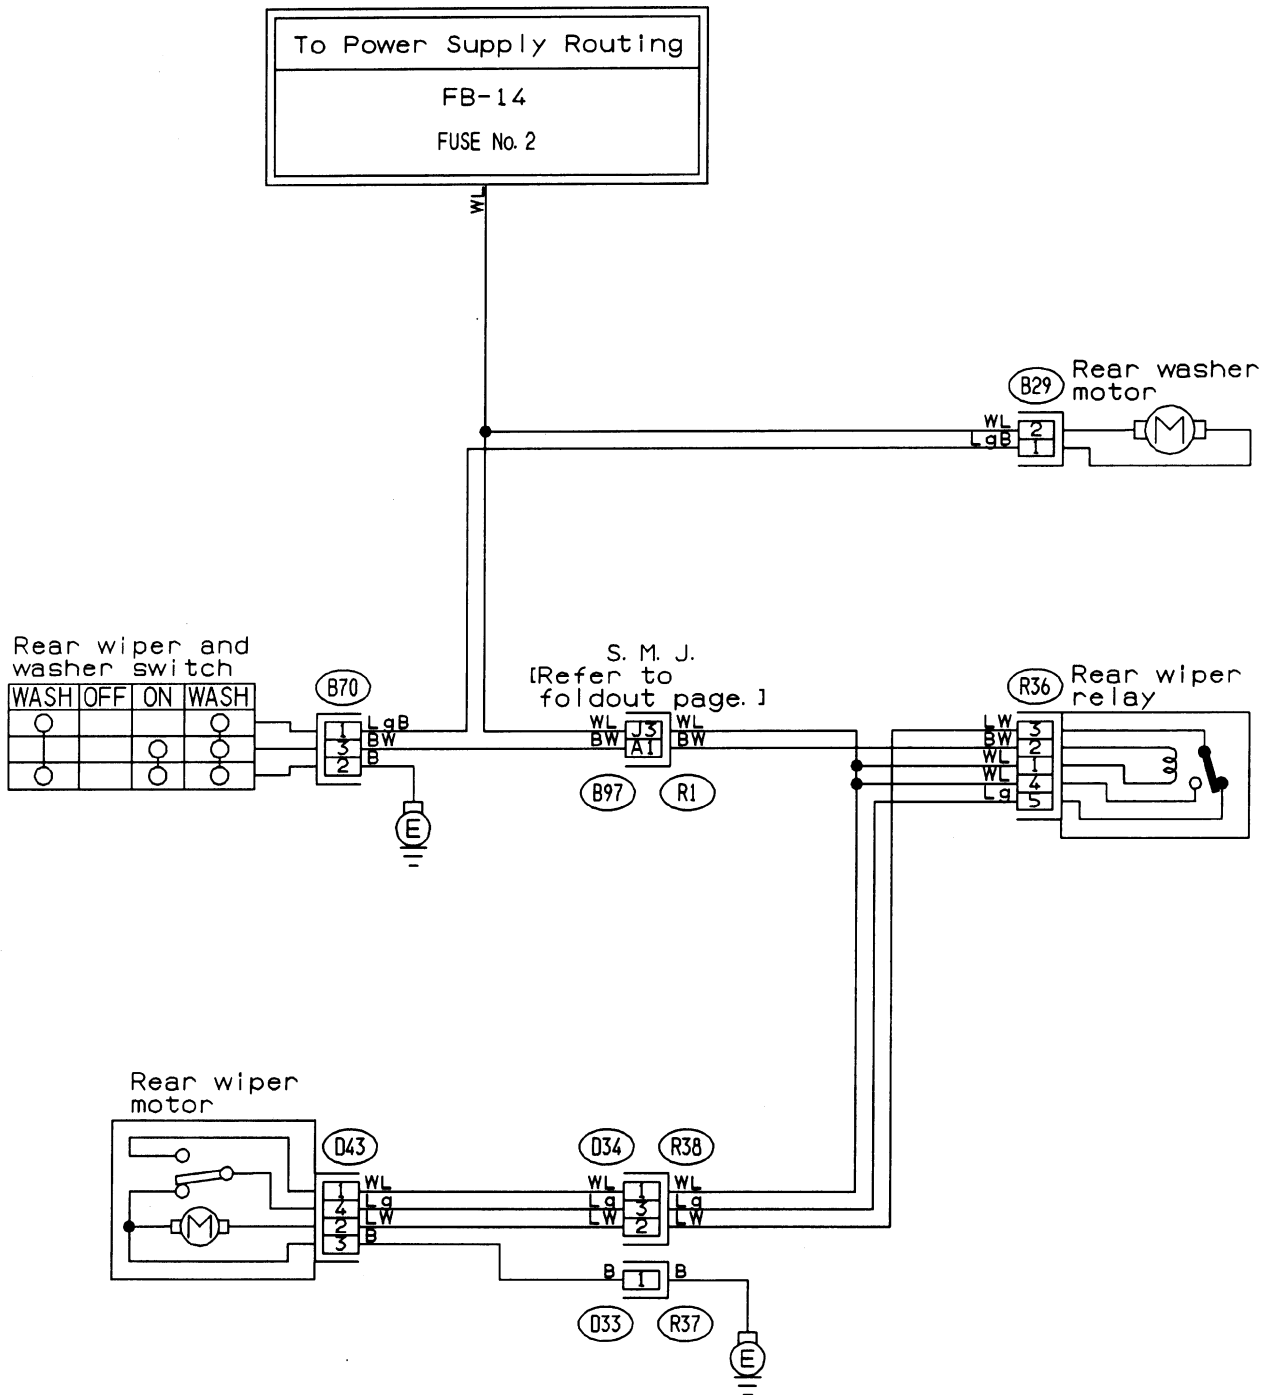 To Power Supply Routing
FB-14
FUSE No. 2
WL
B29
Rear washer
motor
WL
2
LgB
1
M
Rear wiper and
washer switch
WASH OFF ON WASH
B70
1 LgB
3 BW
2 B
E
S. M. J.
[Refer to
foldout page.]
WL J3 WL
BW A1 BW
B97 R1
R36
Rear wiper
relay
LW 3
BW 2
WL 1
WL 4
Lg 5
Rear wiper
motor
D43
M
1 WL
4 Lg
2 LW
3 B
D34 R38
WL 1 WL
Lg 3 Lg
LW 2 LW
B 1 B
D33 R37
E